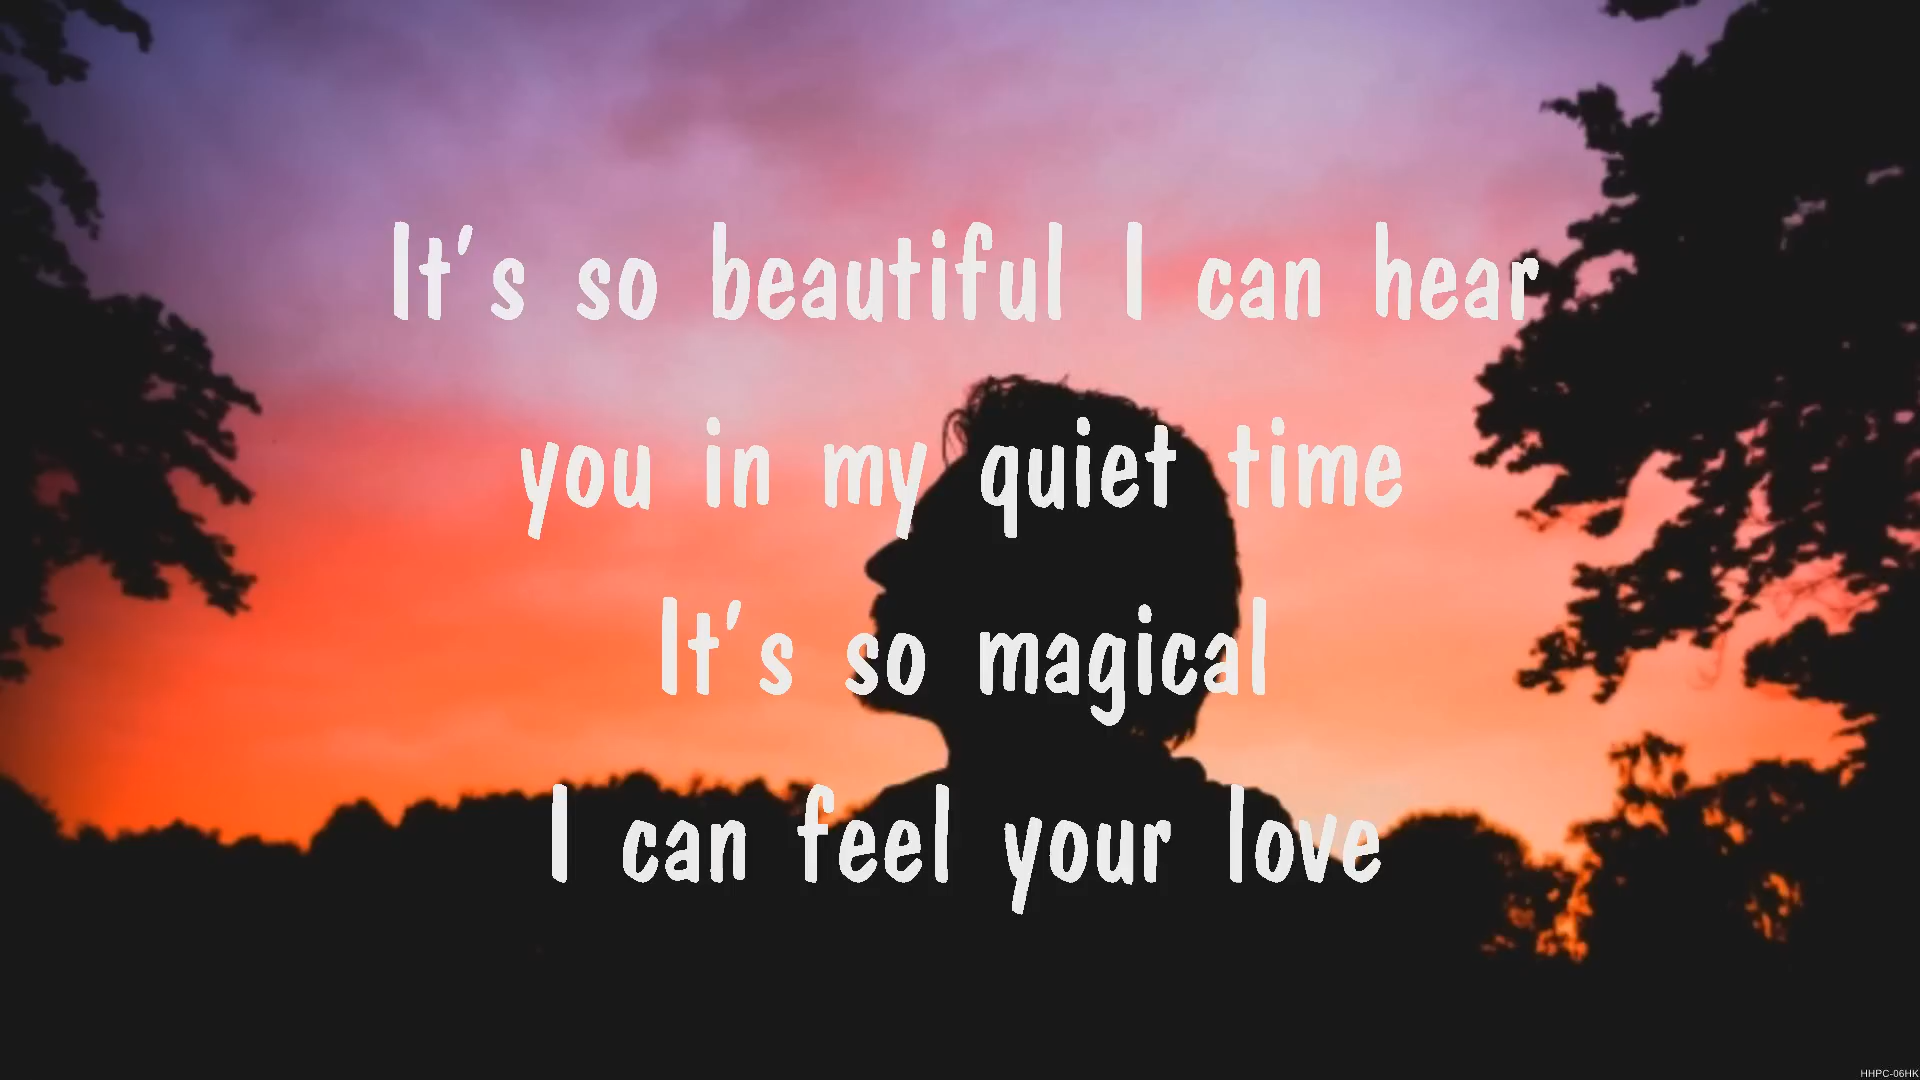 It's so beautiful I can hear
you in my quiet time
It's so magical
I can feel your love
HHPC-06HK